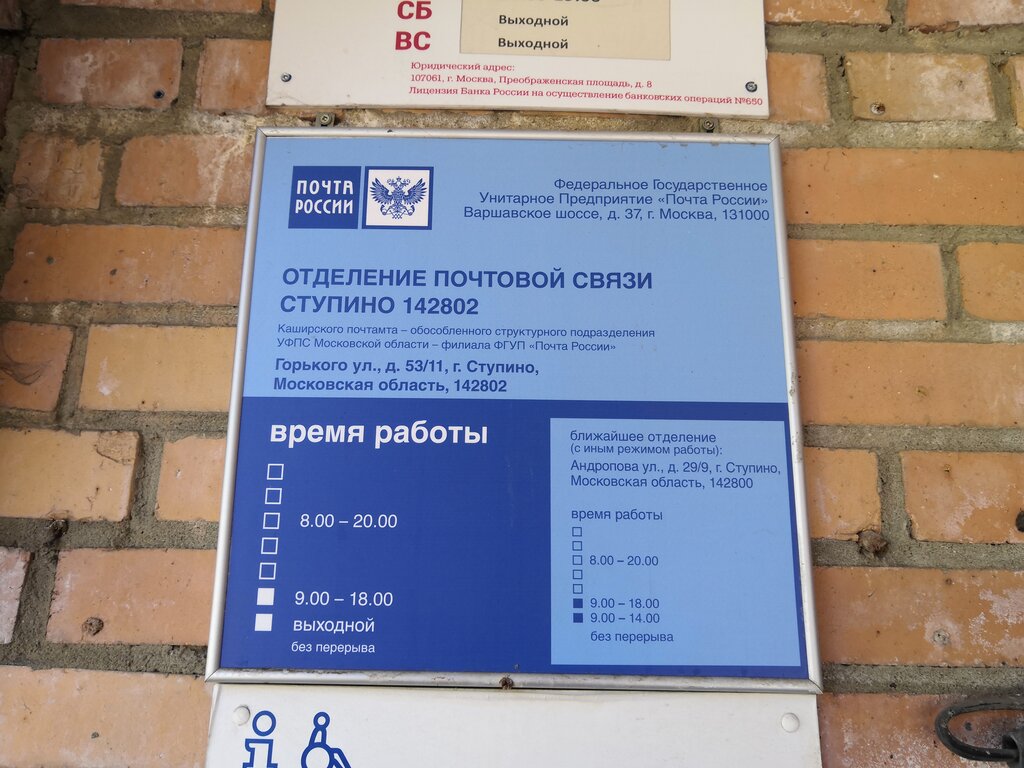 СБ
Выходной
ВС
Выходной
Юридический адрес:
107061, г. Москва, Преображенская площадь, д. 8
Лицензия Банка России на осуществление банковских операций №650
ПОЧТА
РОССИИ
Федеральное Государственное
Унитарное Предприятие «Почта России»
Варшавское шоссе, д. 37, г. Москва, 131000
ОТДЕЛЕНИЕ ПОЧТОВОЙ СВЯЗИ
СТУПИНО 142802
Каширского почтамта – обособленного структурного подразделения
УФПС Московской области – филиала ФГУП «Почта России»
Горького ул., д. 53/11, г. Ступино,
Московская область, 142802
время работы
8.00 – 20.00
9.00 – 18.00
выходной
без перерыва
ближайшее отделение
(с иным режимом работы):
Андропова ул., д. 29/9, г. Ступино,
Московская область, 142800
время работы
8.00 – 20.00
9.00 – 18.00
9.00 – 14.00
без перерыва